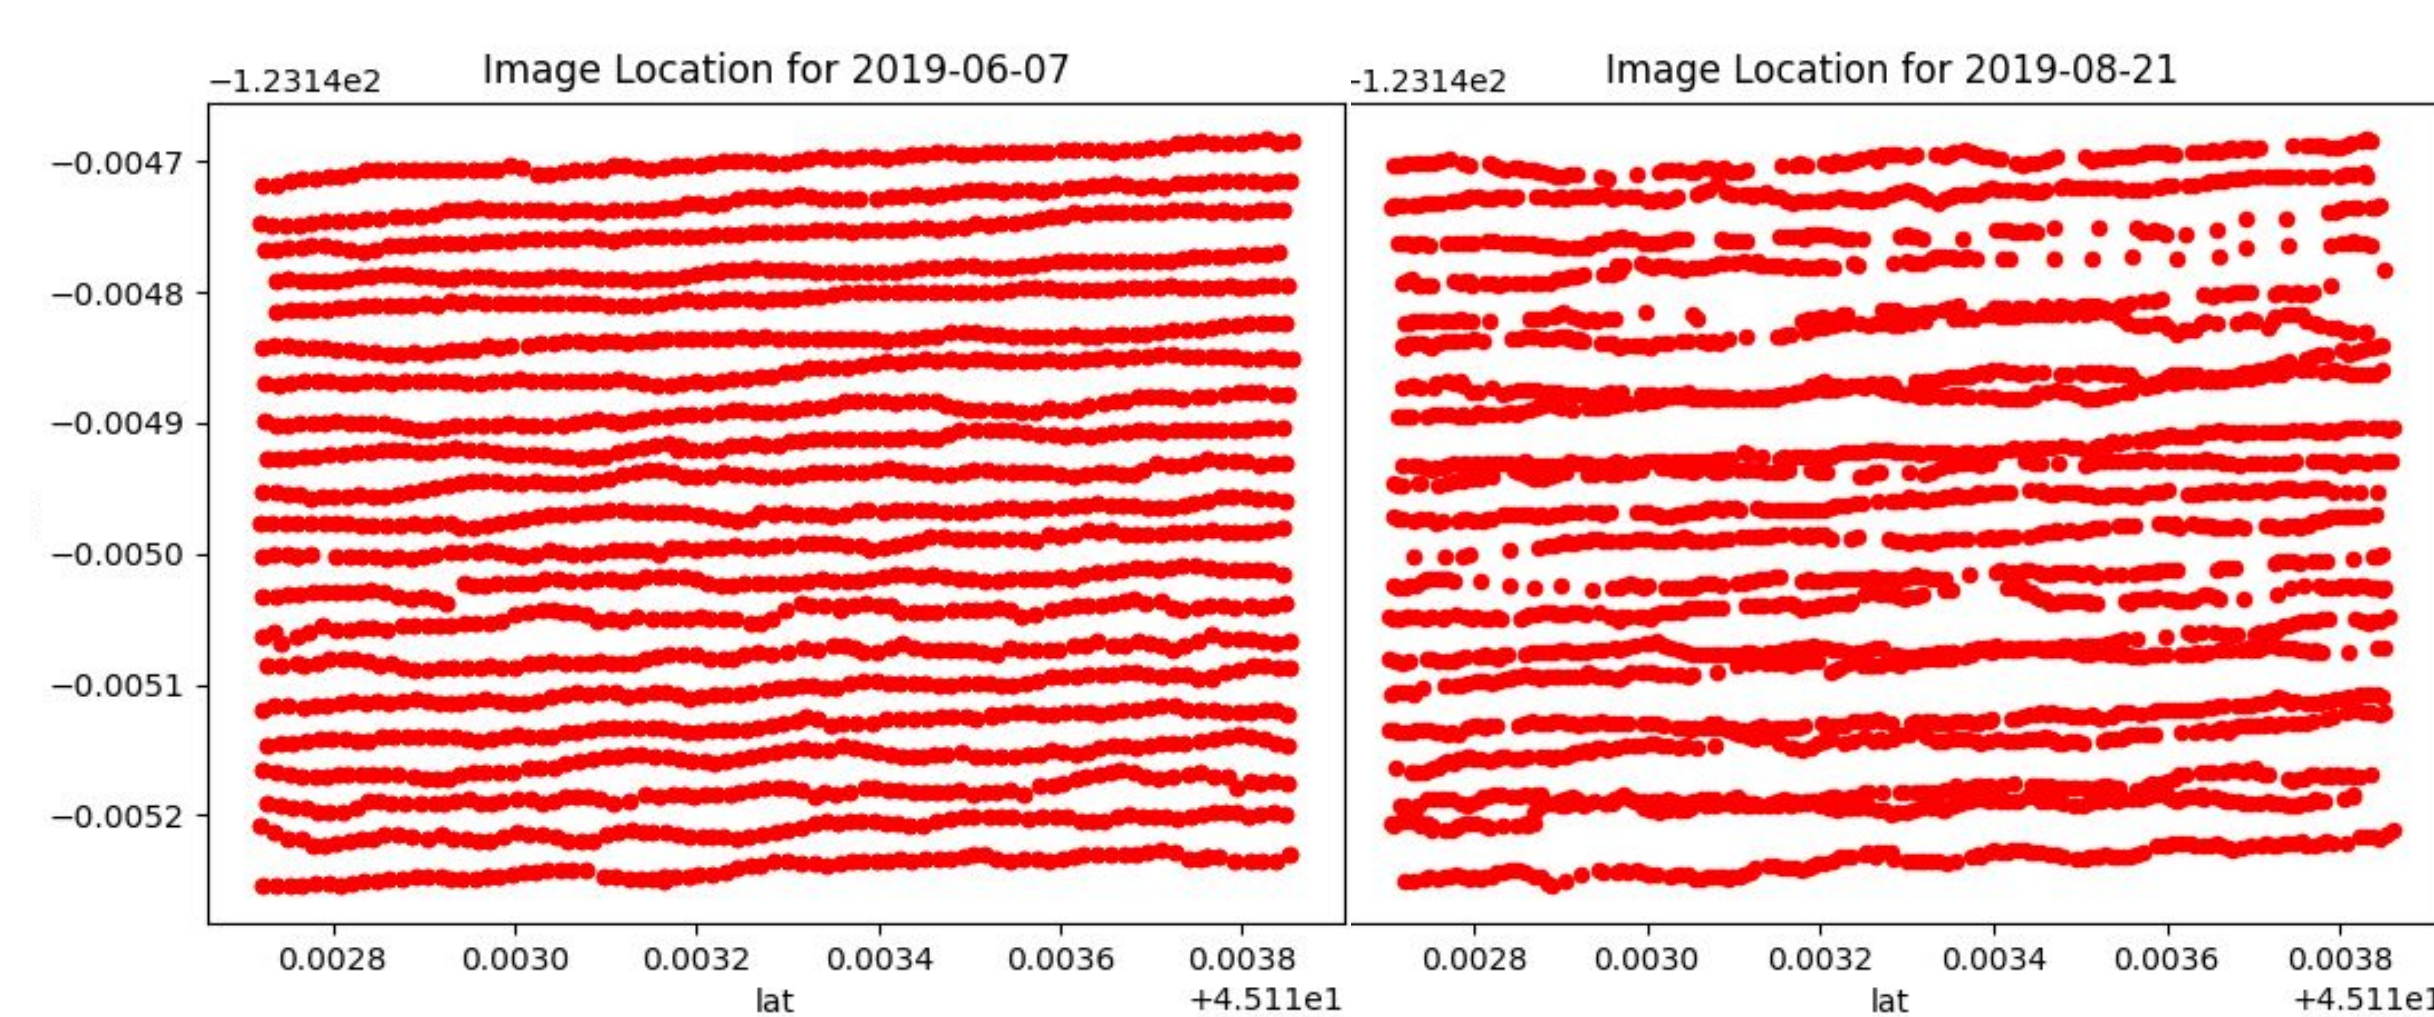 Image Location for 2019-06-07
−1.2314e2
−0.0047
−0.0048
−0.0049
−0.0050
−0.0051
−0.0052
0.0028 0.0030 0.0032 0.0034 0.0036 0.0038
lat
+4.511e1
Image Location for 2019-08-21
-1.2314e2
0.0028 0.0030 0.0032 0.0034 0.0036 0.0038
lat
+4.511e1